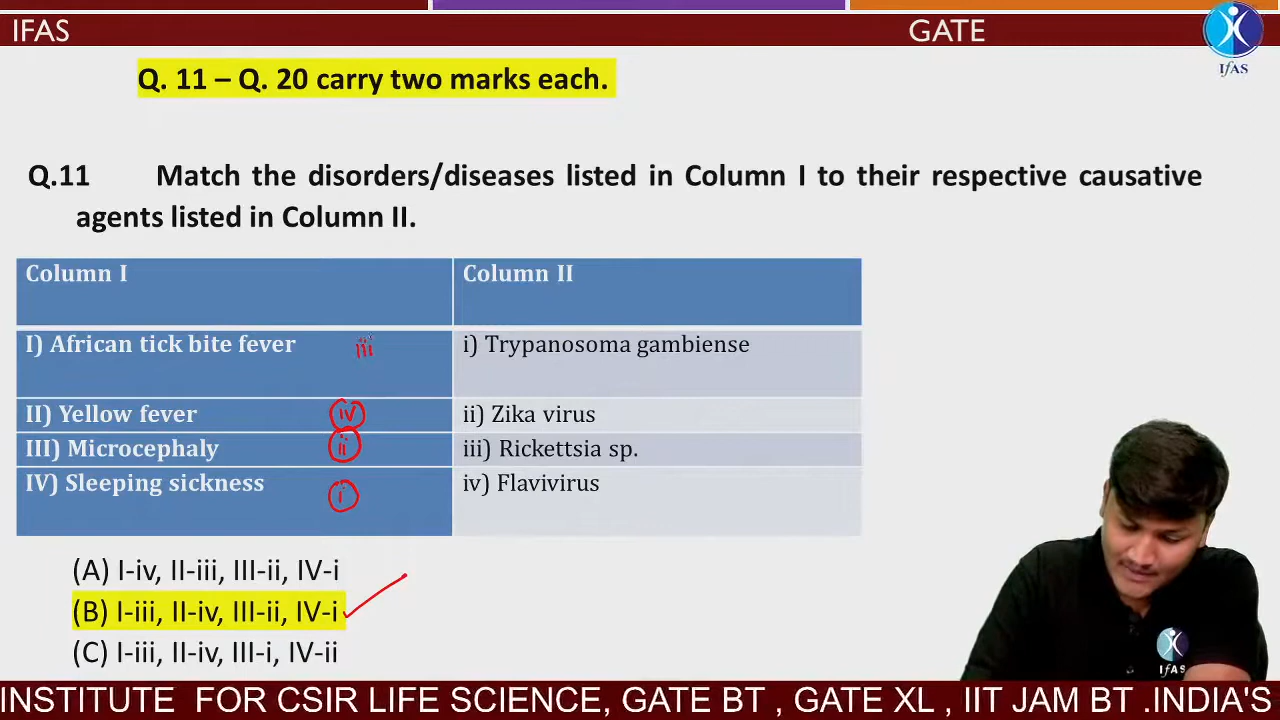 IFAS GATE
IfAS
Q. 11 – Q. 20 carry two marks each.
Q.11 Match the disorders/diseases listed in Column I to their respective causative
agents listed in Column II.
Column I Column II
I) African tick bite fever iii i) Trypanosoma gambiense
II) Yellow fever iv ii) Zika virus
III) Microcephaly ii iii) Rickettsia sp.
IV) Sleeping sickness i iv) Flavivirus
(A) I-iv, II-iii, III-ii, IV-i
(B) I-iii, II-iv, III-ii, IV-i
(C) I-iii, II-iv, III-i, IV-ii
IfAS
INSTITUTE FOR CSIR LIFE SCIENCE, GATE BT , GATE XL , IIT JAM BT .INDIA'S